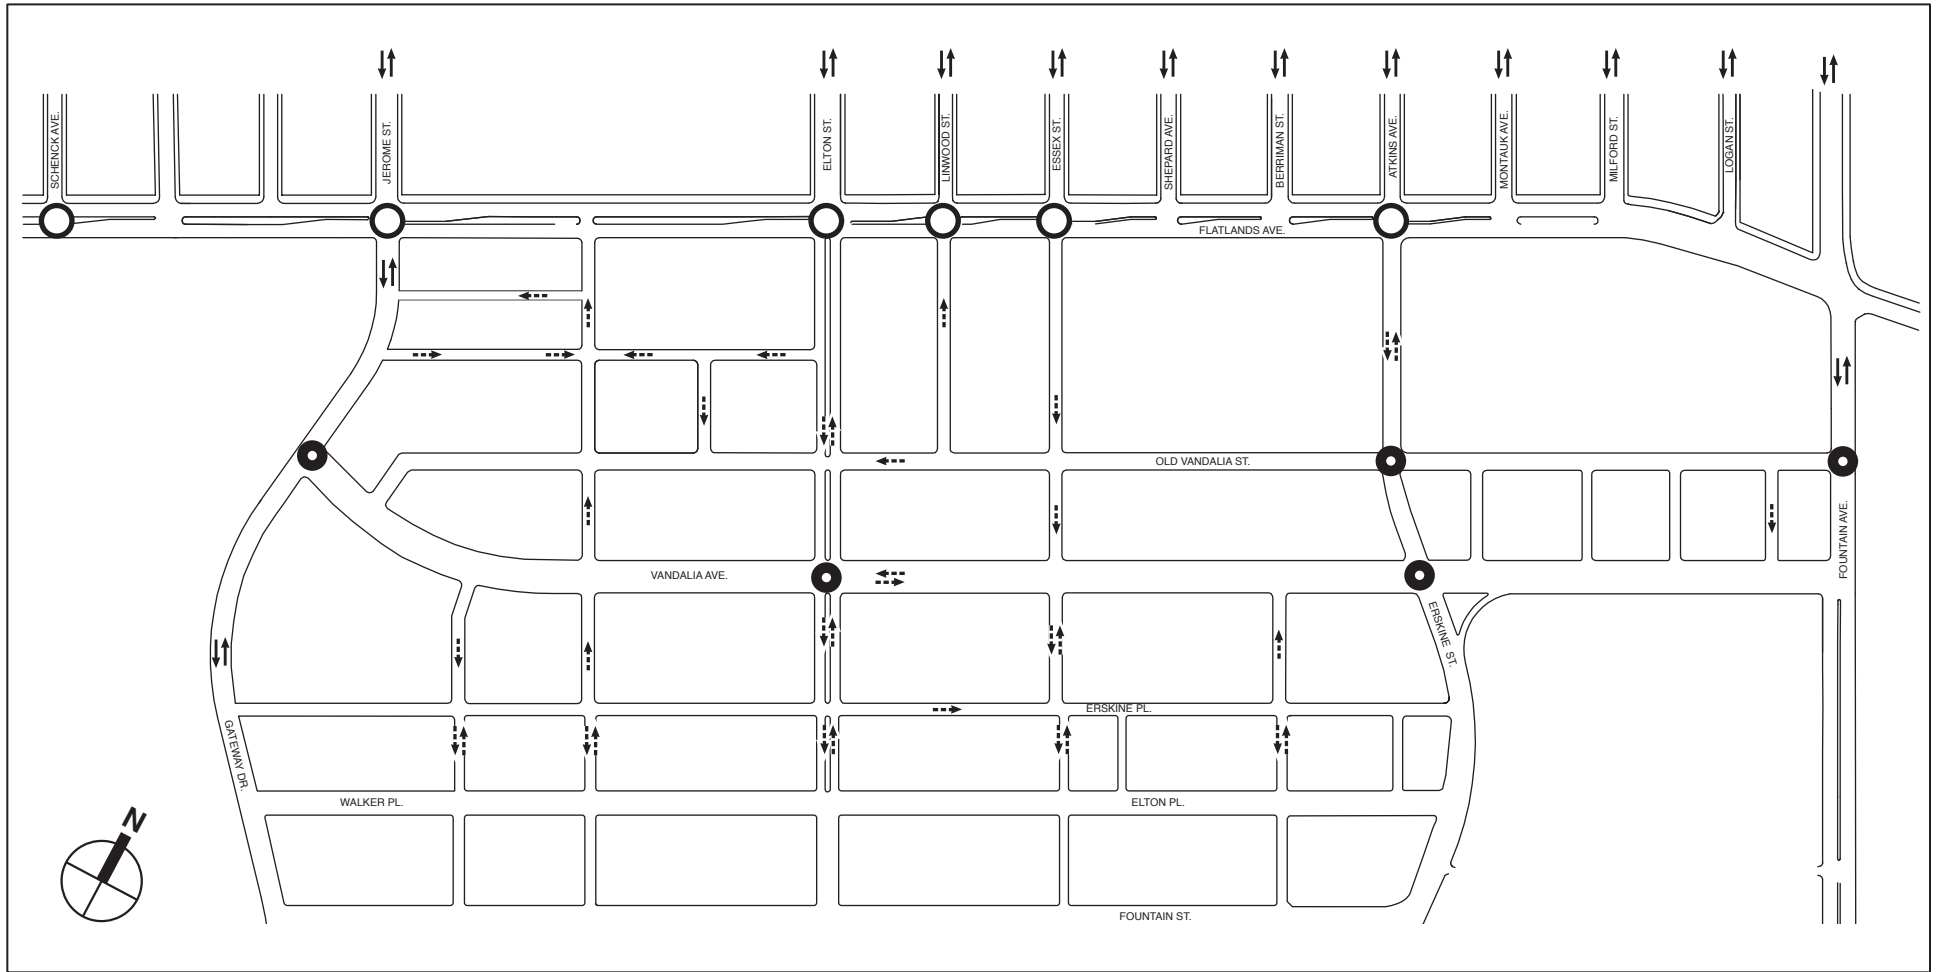 SCHENCK AVE.
JEROME ST.
ELTON ST.
LINWOOD ST.
ESSEX ST.
SHEPARD AVE.
BERRIMAN ST.
ATKINS AVE.
MONTAUK AVE.
MILFORD ST.
LOGAN ST.
FLATLANDS AVE.
OLD VANDALIA ST.
FOUNTAIN AVE.
VANDALIA AVE.
ERSKINE ST.
ERSKINE PL.
GATEWAY DR.
WALKER PL.
ELTON PL.
N
FOUNTAIN ST.